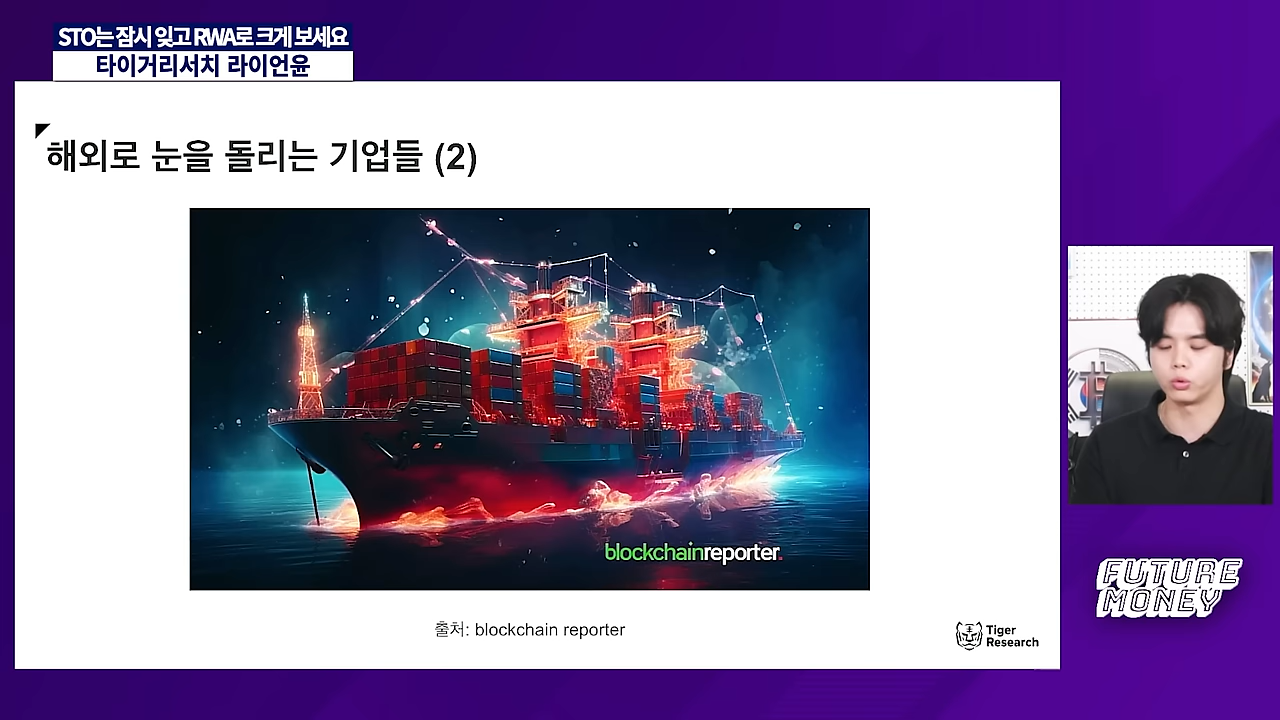 STO는 잠시 잊고 RWA로 크게 보세요
타이거리서치 라이언윤
해외로 눈을 돌리는 기업들 (2)
blockchainreporter.
출처: blockchain reporter
Tiger
Research
FUTURE
MONEY